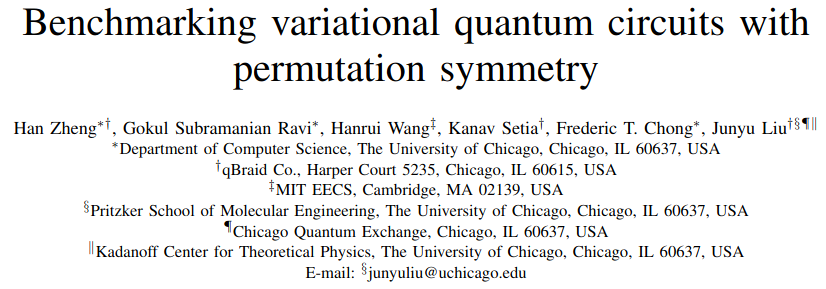 Benchmarking variational quantum circuits with
permutation symmetry
Han Zheng*†, Gokul Subramanian Ravi*, Hanrui Wang‡, Kanav Setia†, Frederic T. Chong*, Junyu Liu†§¶∥
*Department of Computer Science, The University of Chicago, Chicago, IL 60637, USA
†qBraid Co., Harper Court 5235, Chicago, IL 60615, USA
‡MIT EECS, Cambridge, MA 02139, USA
§Pritzker School of Molecular Engineering, The University of Chicago, Chicago, IL 60637, USA
¶Chicago Quantum Exchange, Chicago, IL 60637, USA
∥Kadanoff Center for Theoretical Physics, The University of Chicago, Chicago, IL 60637, USA
E-mail: §junyuliu@uchicago.edu